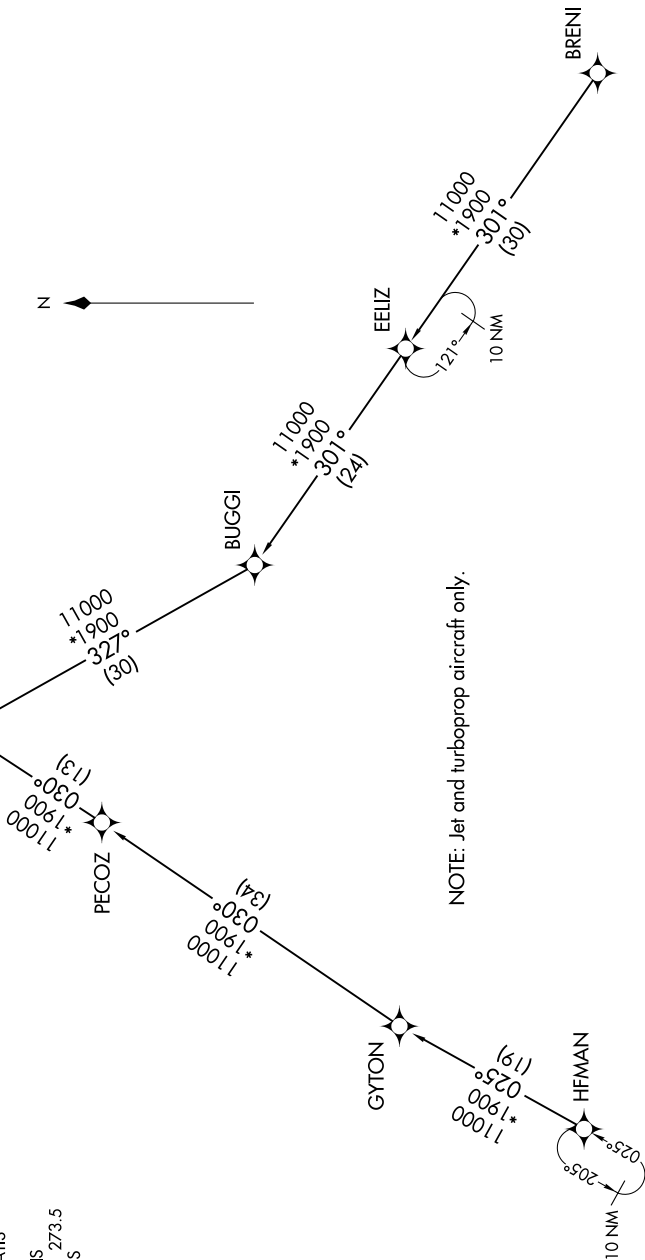 BRENI
11000
*1900
301°
(30)
N
EELIZ
121°
10 NM
11000
*1900
301°
(24)
BUGGI
11000
*1900
327°
(30)
NOTE: Jet and turboprop aircraft only.
(13)
030°
*1900
11000
PECOZ
(34)
030°
*1900
11000
GYTON
(19)
025°
*1900
11000
HFMAN
025°
205°
10 NM
273.5